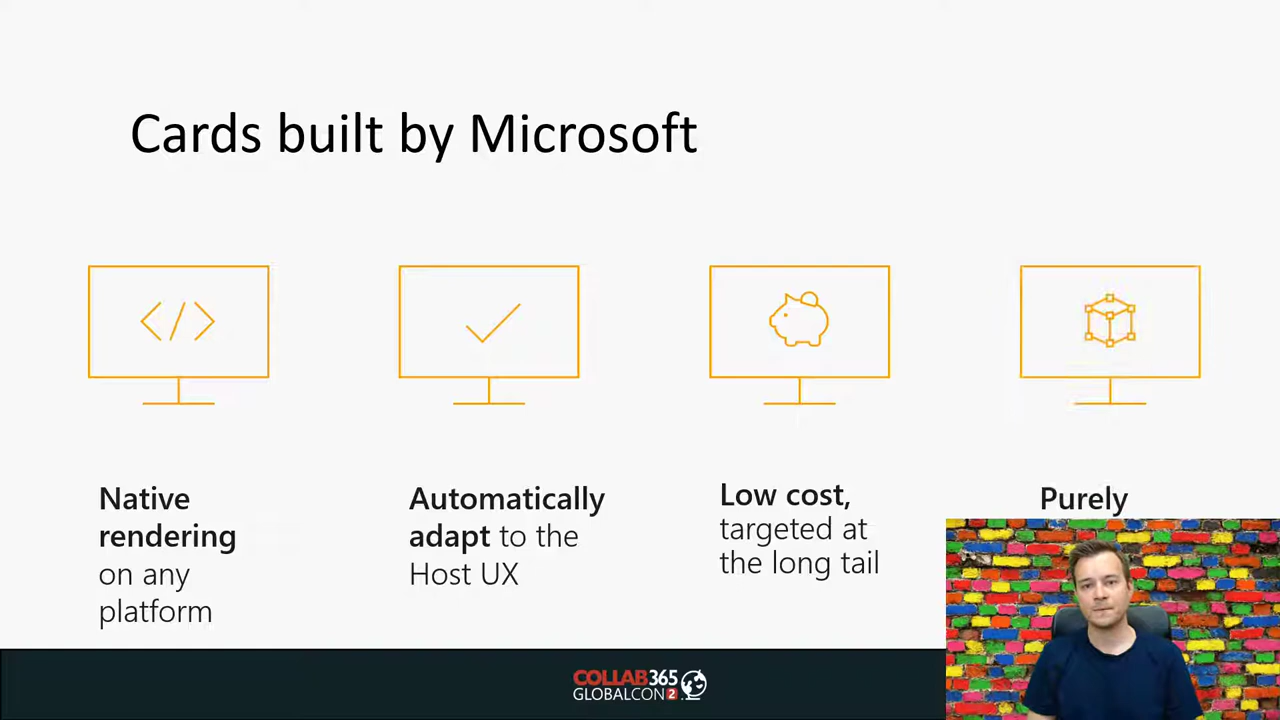 Cards built by Microsoft
</>
Native
rendering
on any
platform
Automatically
adapt to the
Host UX
Low cost,
targeted at
the long tail
Purely
COLLAB365
GLOBALCON2